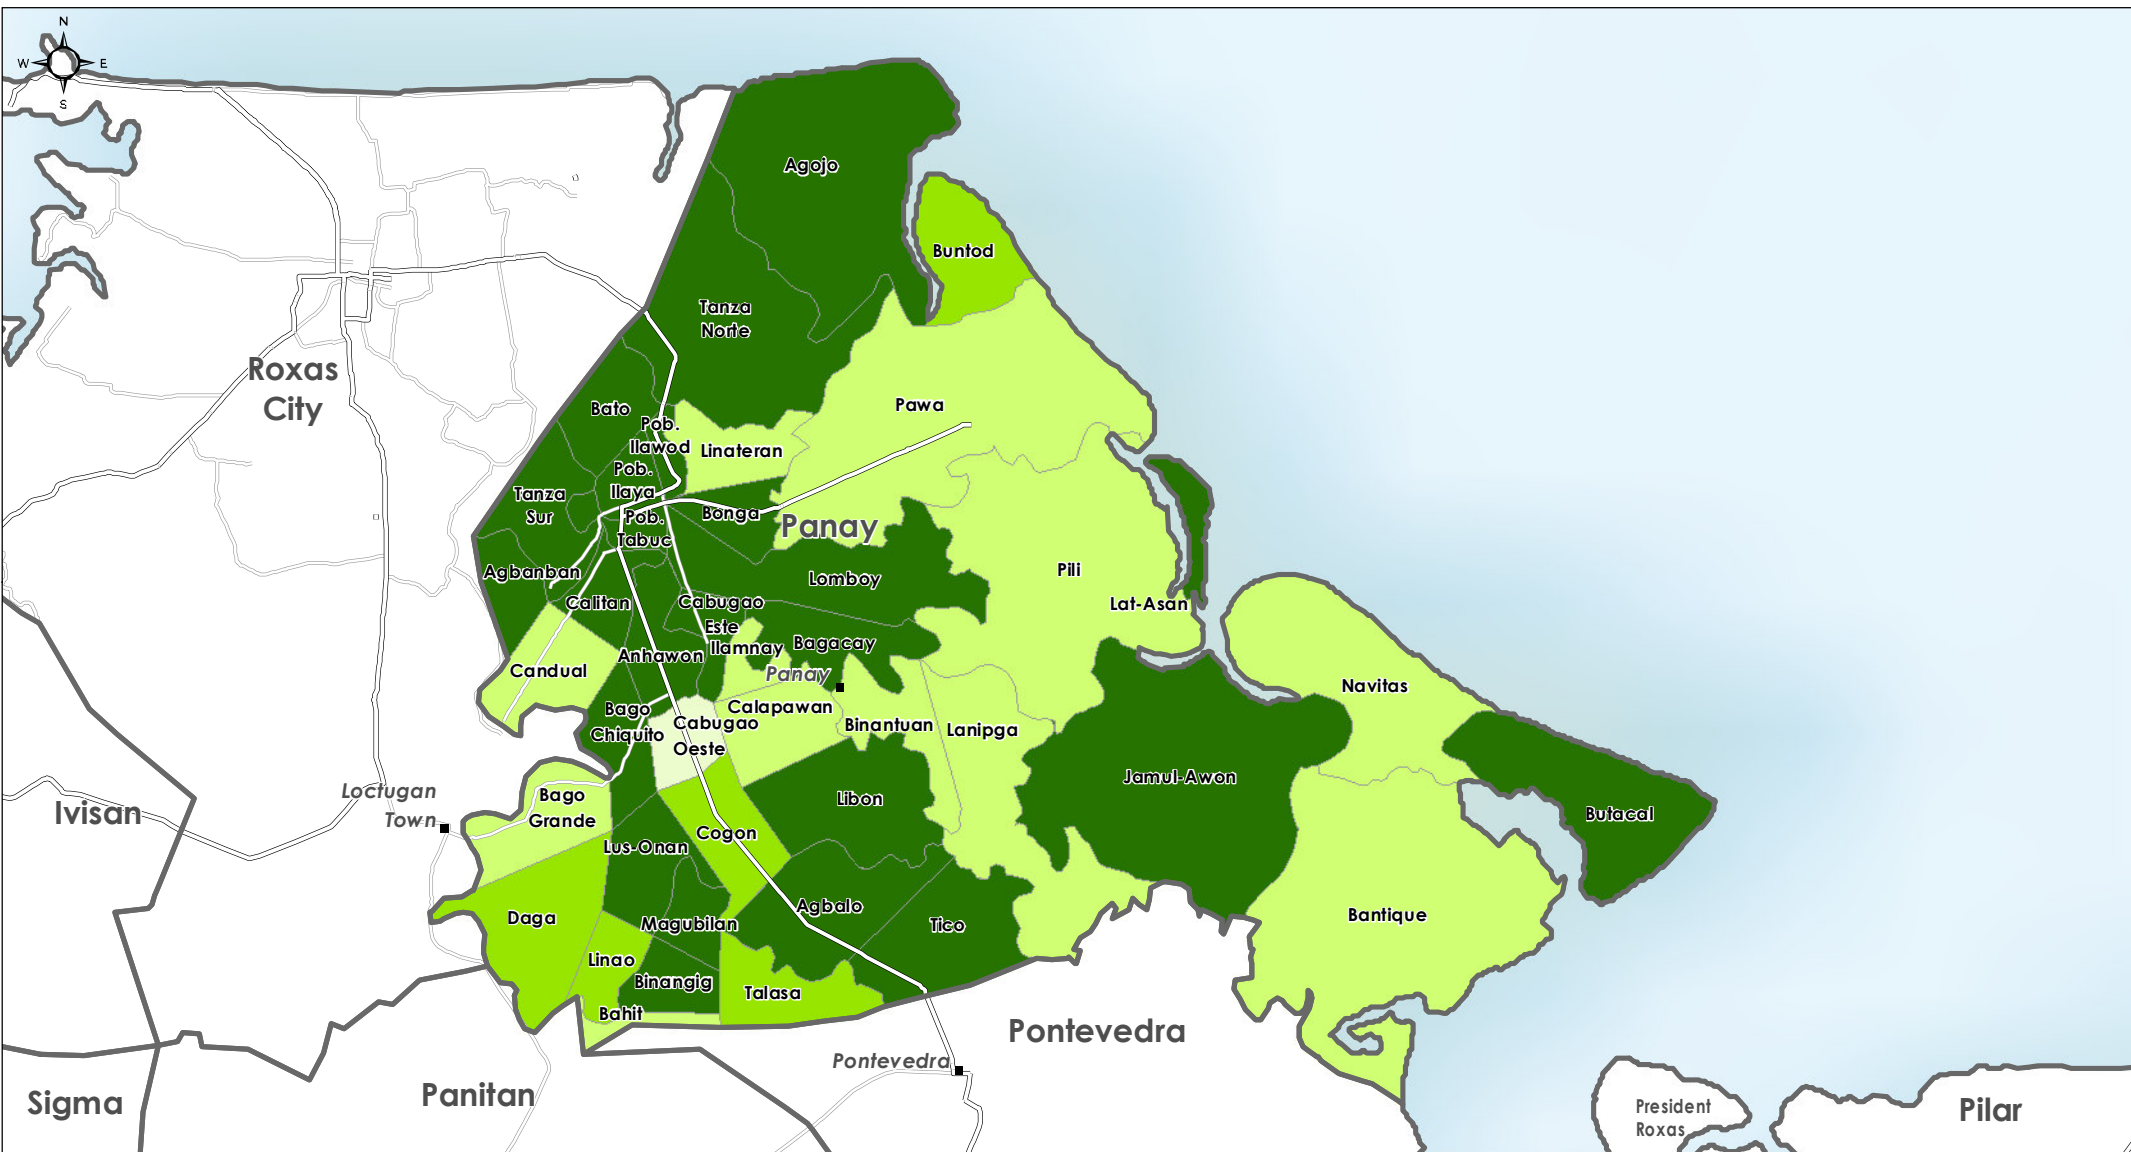 N
W
E
S
Agojo
Buntod
Tanza
Norte
Roxas
City
Bato
Pawa
Pob.
Ilawod
Linateran
Pob.
Ilaya
Tanza
Sur
Bonga
Pob.
Tabuc
Panay
Agbanban
Lomboy
Pili
Calitan
Cabugao
Este
Lat-Asan
Ilamnay
Bagacay
Anhawon
Candual
Panay
Navitas
Bago
Chiquito
Calapawan
Cabugao
Oeste
Binantuan
Lanipga
Jamul-Awon
Loctugan
Town
Bago
Grande
Libon
Ivisan
Butacal
Cogon
Lus-Onan
Daga
Magubilan
Agbalo
Tico
Bantique
Linao
Binangig
Talasa
Bahit
Pontevedra
Pontevedra
Sigma
Panitan
President
Roxas
Pilar